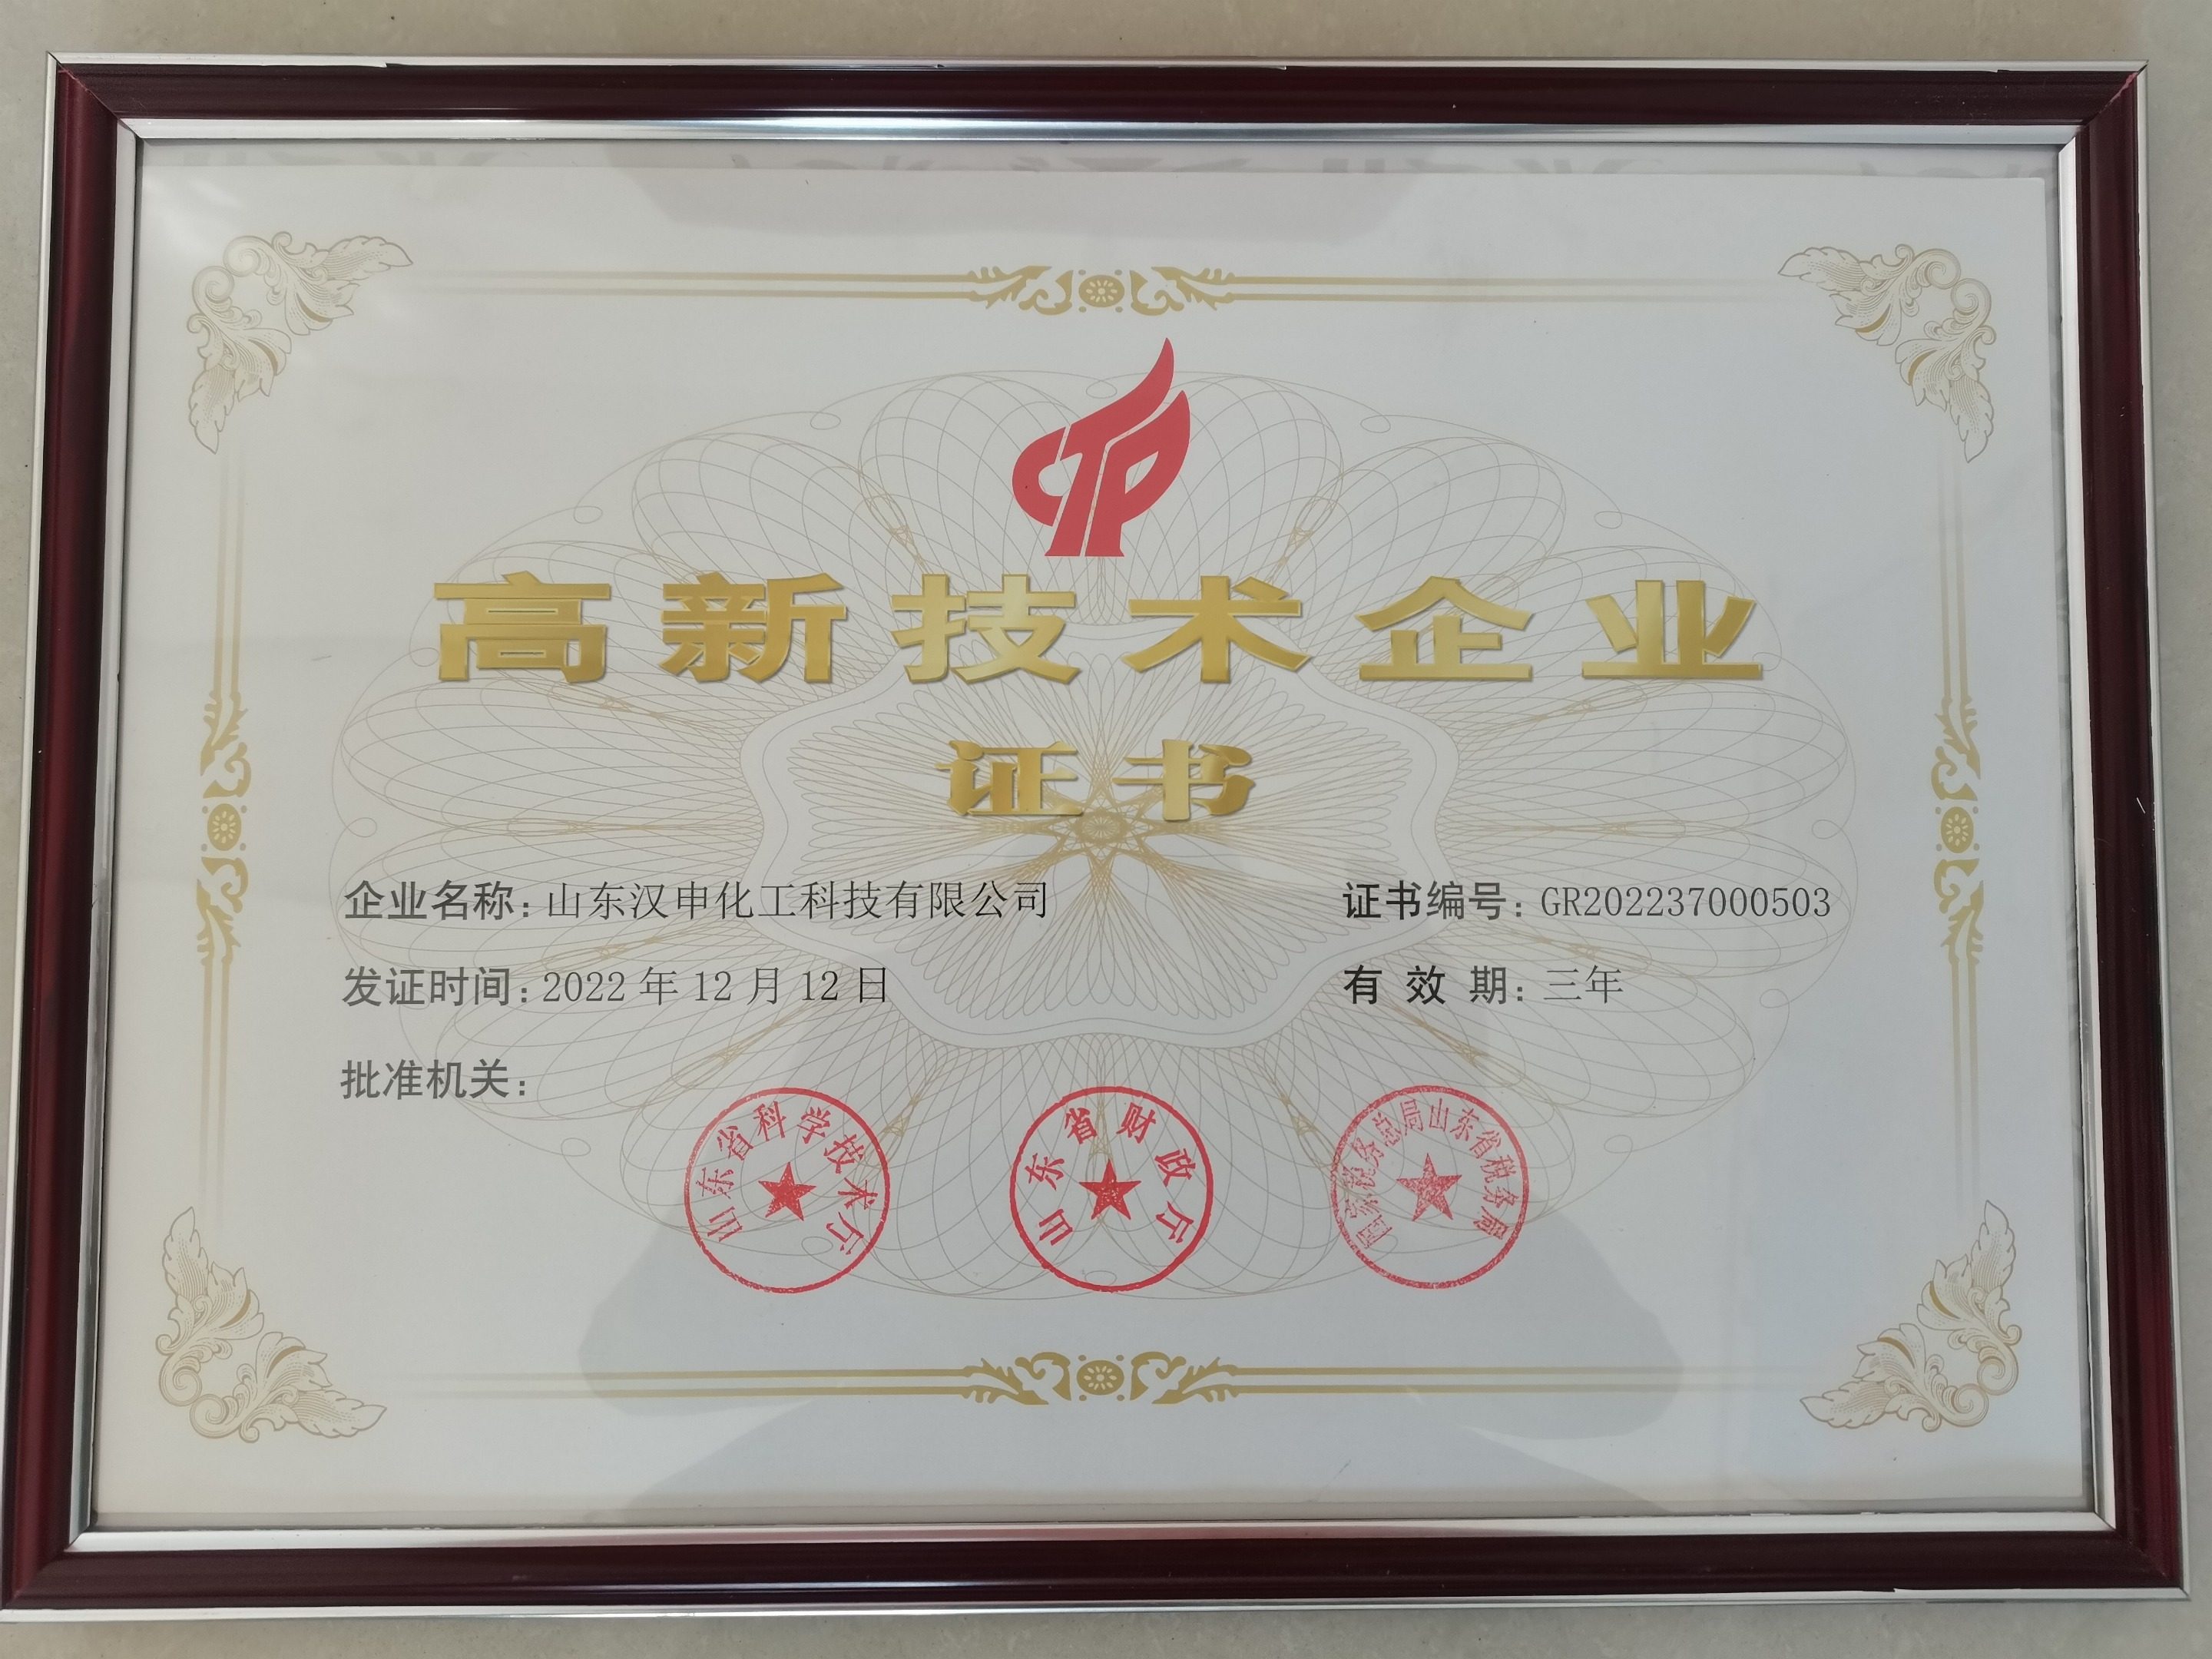 高新技术企业
证书
企业名称：山东汉申化工科技有限公司
证书编号：GR202237000503
发证时间：2022年12月12日
有效期：三年
批准机关：
山东省科学技术厅
山东省财政厅
国家税务总局山东省税务局